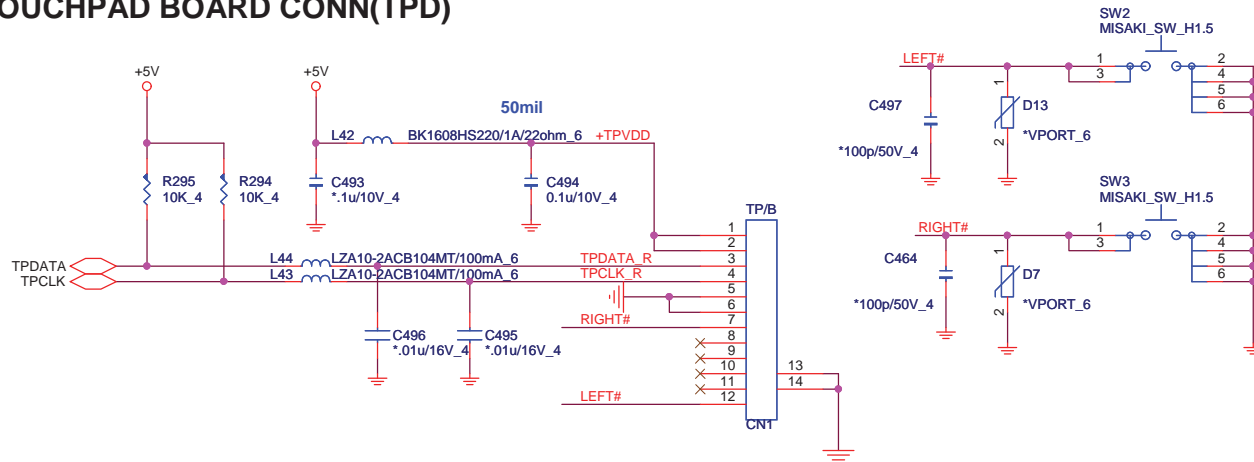 OUCHPAD BOARD CONN(TPD)
+5V
+5V
50mil
L42
BK1608HS220/1A/22ohm_6
+TPVDD
R295
10K_4
R294
10K_4
C493
*.1u/10V_4
C494
0.1u/10V_4
TP/B
1
2
3
4
5
6
7
8
9
10
11
12
13
14
CN1
TPDATA
TPCLK
L44
LZA10-2ACB104MT/100mA_6
TPDATA_R
L43
LZA10-2ACB104MT/100mA_6
TPCLK_R
RIGHT#
C496
*.01u/16V_4
C495
*.01u/16V_4
LEFT#
SW2
MISAKI_SW_H1.5
LEFT#
1
3
2
4
5
6
C497
*100p/50V_4
1
D13
2
*VPORT_6
SW3
MISAKI_SW_H1.5
RIGHT#
1
3
2
4
5
6
C464
*100p/50V_4
1
D7
2
*VPORT_6